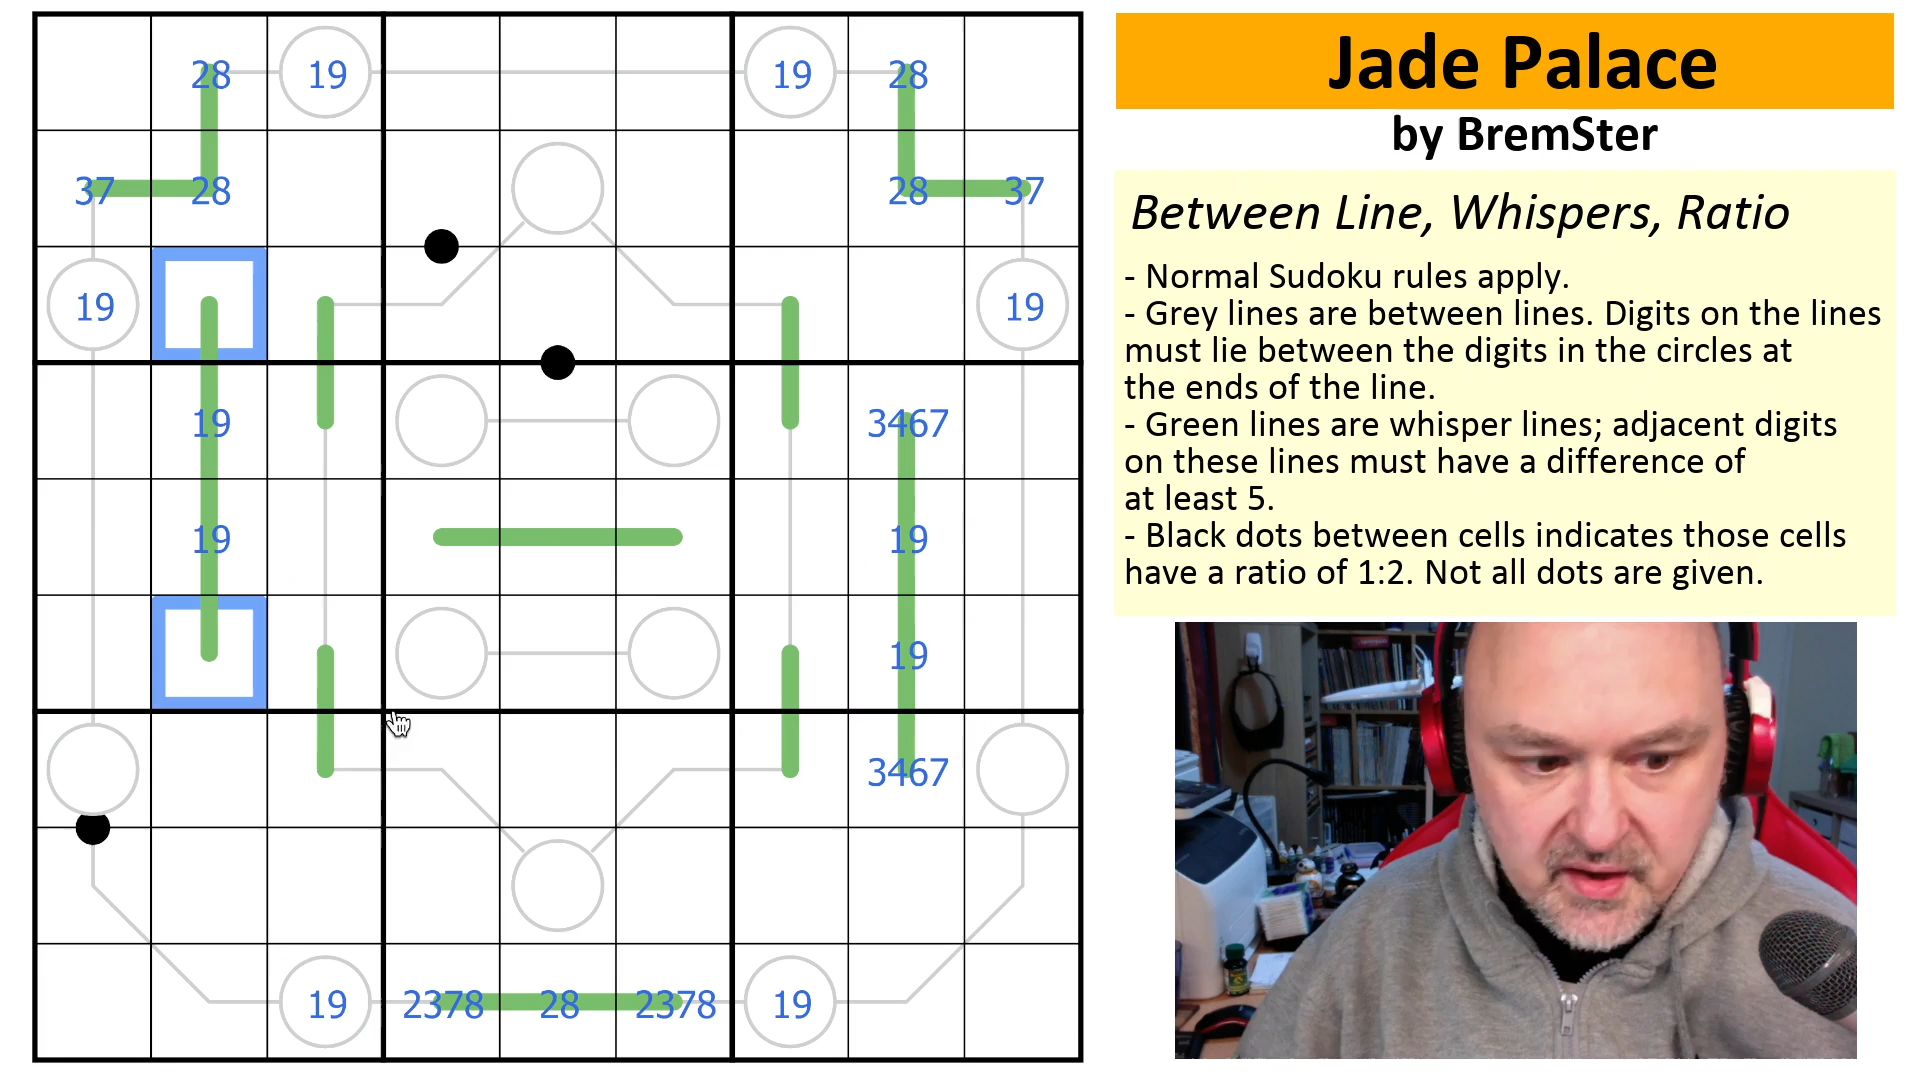 Jade Palace
by BremSter
Between Line, Whispers, Ratio
- Normal Sudoku rules apply.
- Grey lines are between lines. Digits on the lines
must lie between the digits in the circles at
the ends of the line.
- Green lines are whisper lines; adjacent digits
on these lines must have a difference of
at least 5.
- Black dots between cells indicates those cells
have a ratio of 1:2. Not all dots are given.
28 19 19 28
37 28 28 37
19 19
19 3467
19 19
19
3467
19 2378 28 2378 19